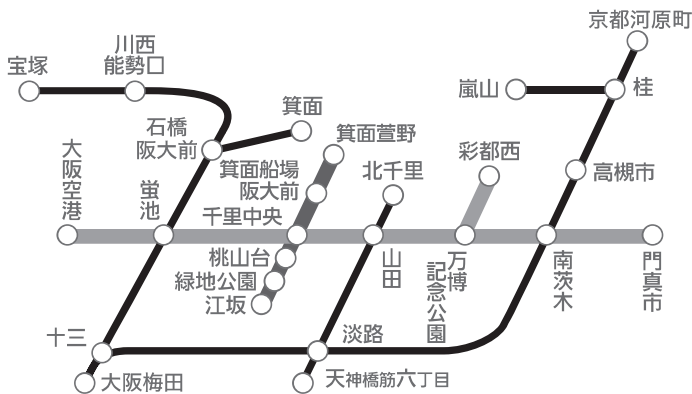 京都河原町
川西
能勢口
宝塚
嵐山
桂
箕面
石橋
阪大前
箕面萱野
大阪空港
蛍池
箕面船場
阪大前
北千里
彩都西
高槻市
千里中央
桃山台
緑地公園
江坂
山田
万博
記念公園
南茨木
門真市
十三
淡路
大阪梅田
天神橋筋六丁目